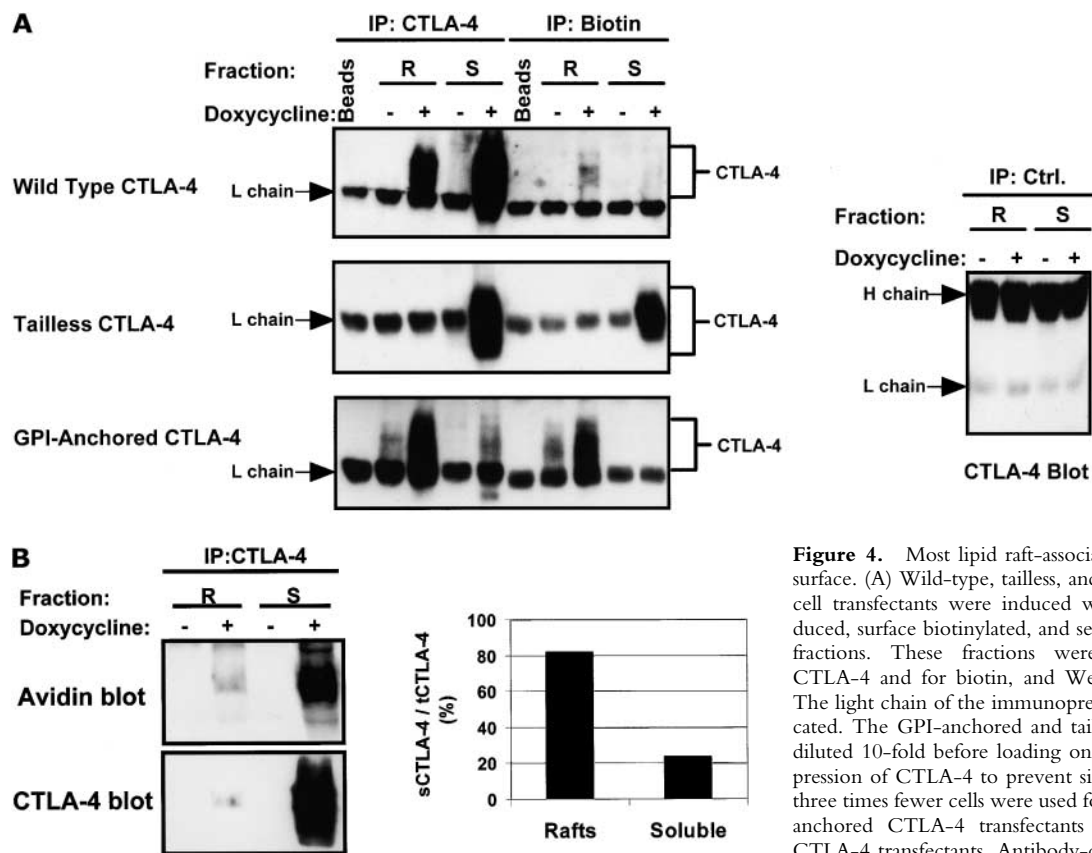 A
IP: CTLA-4 IP: Biotin
Fraction: Beads R S Beads R S
Doxycycline: - + - + - + - +
Wild Type CTLA-4
L chain
CTLA-4
Tailless CTLA-4
L chain
CTLA-4
GPI-Anchored CTLA-4
L chain
CTLA-4
IP: Ctrl.
Fraction: R S
Doxycycline: - + - +
H chain
L chain
CTLA-4 Blot
B
IP:CTLA-4
Fraction: R S
Doxycycline: - + - +
Avidin blot
CTLA-4 blot
sCTLA-4 / tCTLA-4
(%)
100
80
60
40
20
0
Rafts Soluble
Figure 4. Most lipid raft-associa
surface. (A) Wild-type, tailless, and
cell transfectants were induced w
duced, surface biotinylated, and se
fractions. These fractions were
CTLA-4 and for biotin, and We
The light chain of the immunopre
cated. The GPI-anchored and tai
diluted 10-fold before loading on
pression of CTLA-4 to prevent si
three times fewer cells were used fo
anchored CTLA-4 transfectants